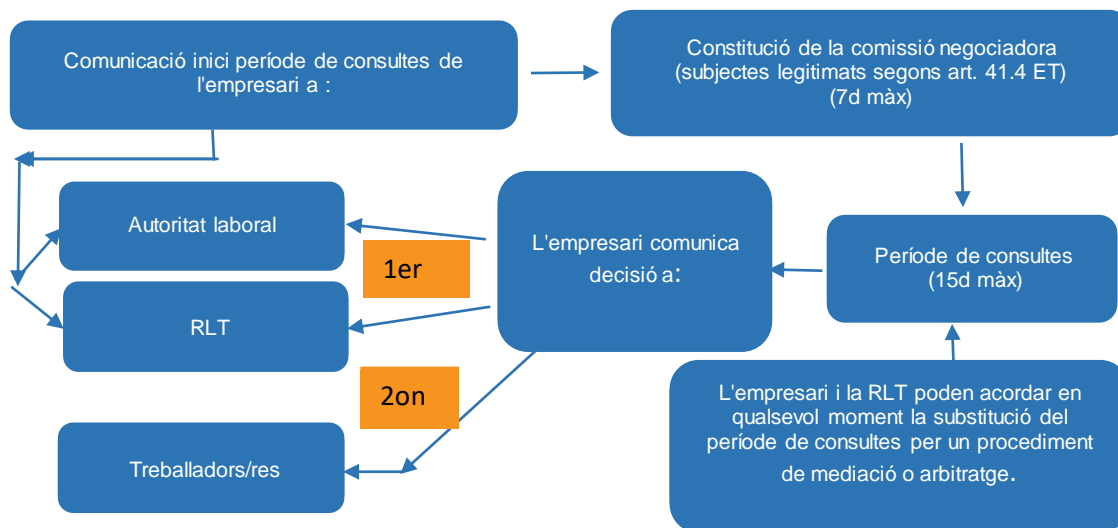 Comunicació inici període de consultes de
l'empresari a :
Constitució de la comissió negociadora
(subjectes legitimats segons art. 41.4 ET)
(7d màx)
Autoritat laboral
1er
L'empresari comunica
decisió a:
Període de consultes
(15d màx)
RLT
2on
L'empresari i la RLT poden acordar en
qualsevol moment la substitució del
període de consultes per un procediment
de mediació o arbitratge.
Treballadors/res